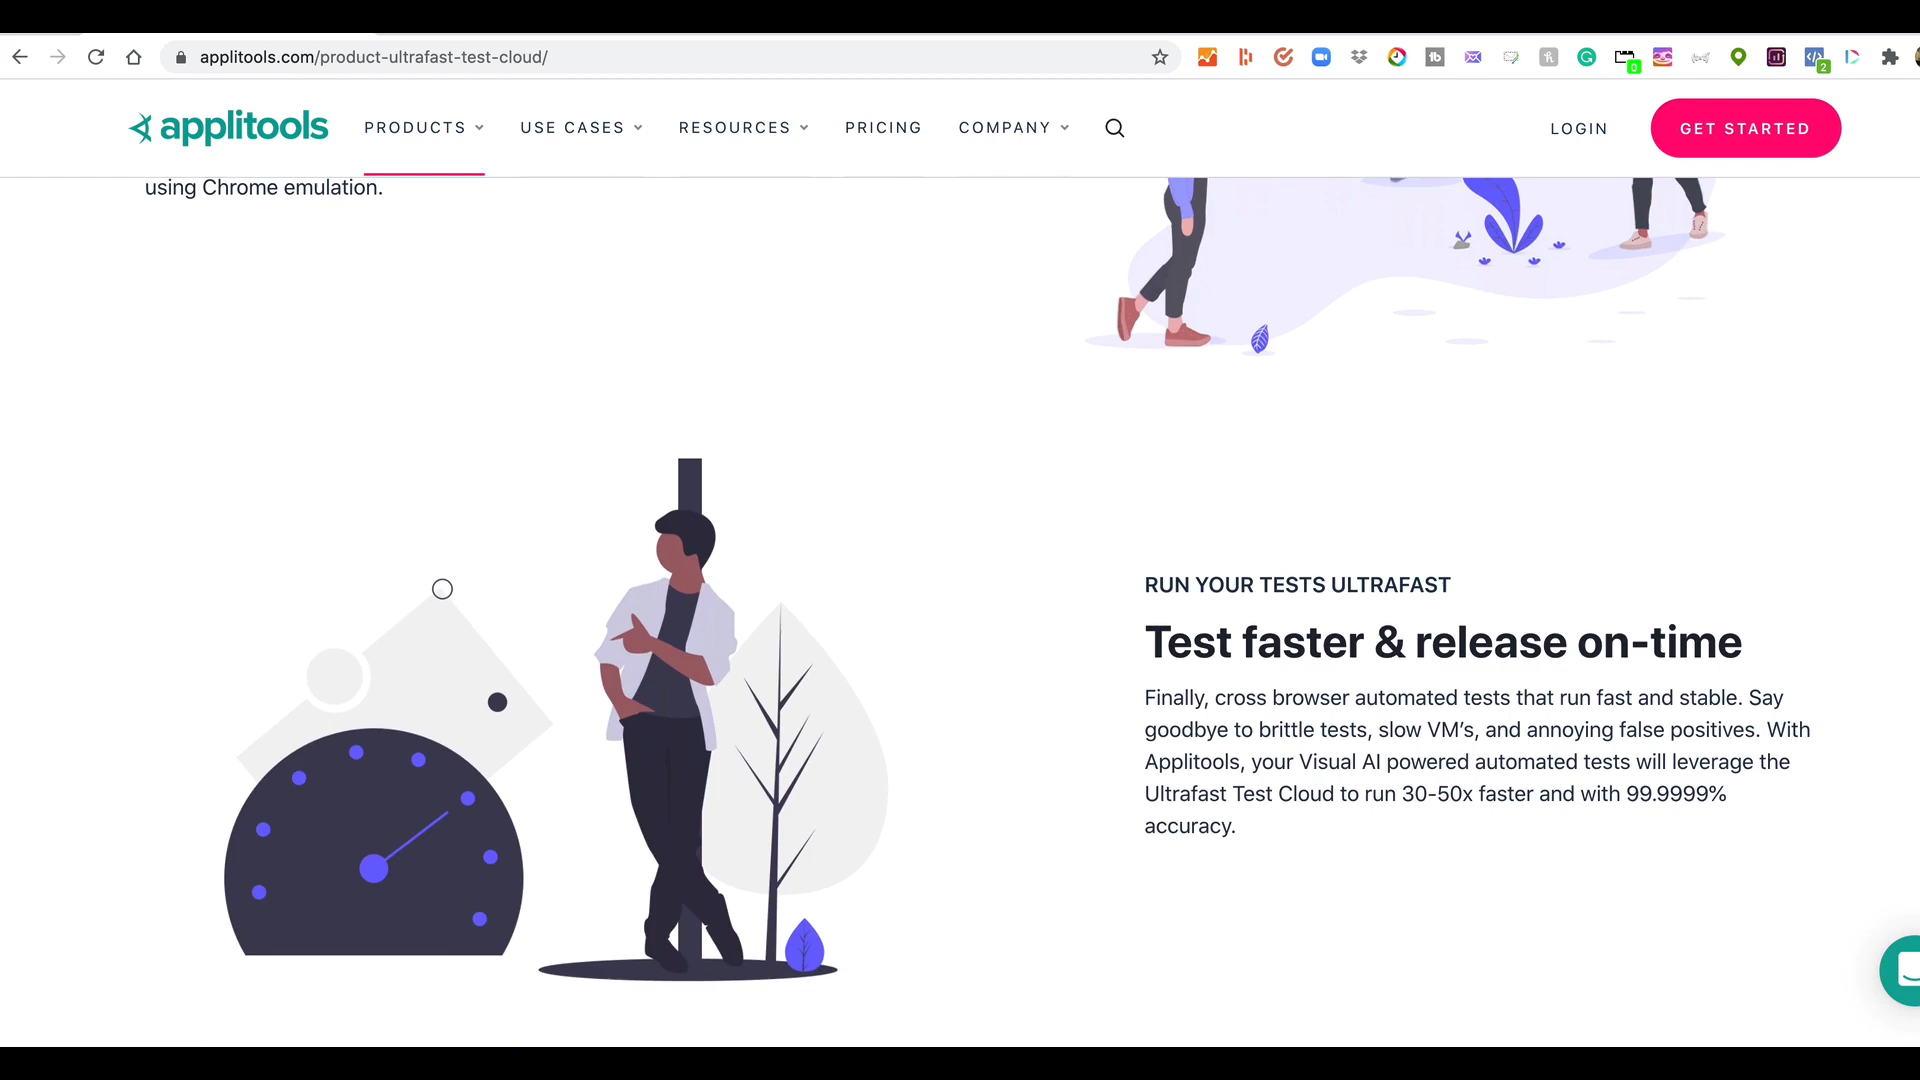 applitools.com/product-ultrafast-test-cloud/
applitools PRODUCTS USE CASES RESOURCES PRICING COMPANY LOGIN GET STARTED
using Chrome emulation.
RUN YOUR TESTS ULTRAFAST
Test faster & release on-time
Finally, cross browser automated tests that run fast and stable. Say
goodbye to brittle tests, slow VM’s, and annoying false positives. With
Applitools, your Visual AI powered automated tests will leverage the
Ultrafast Test Cloud to run 30-50x faster and with 99.9999%
accuracy.